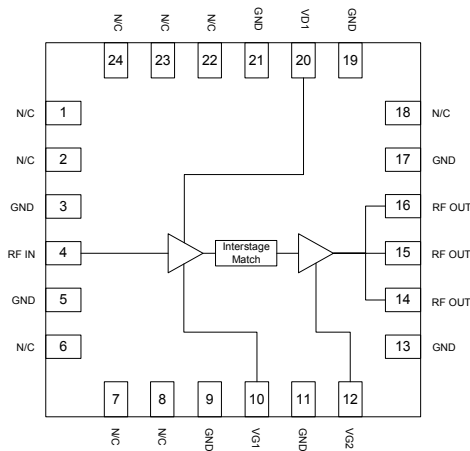 N/C N/C N/C GND VD1 GND
24 23 22 21 20 19
N/C 1
18 N/C
N/C 2
17 GND
GND 3
16 RF OUT
RF IN 4
Interstage
Match
15 RF OUT
GND 5
14 RF OUT
N/C 6
13 GND
7 8 9 10 11 12
N/C N/C GND VG1 GND VG2